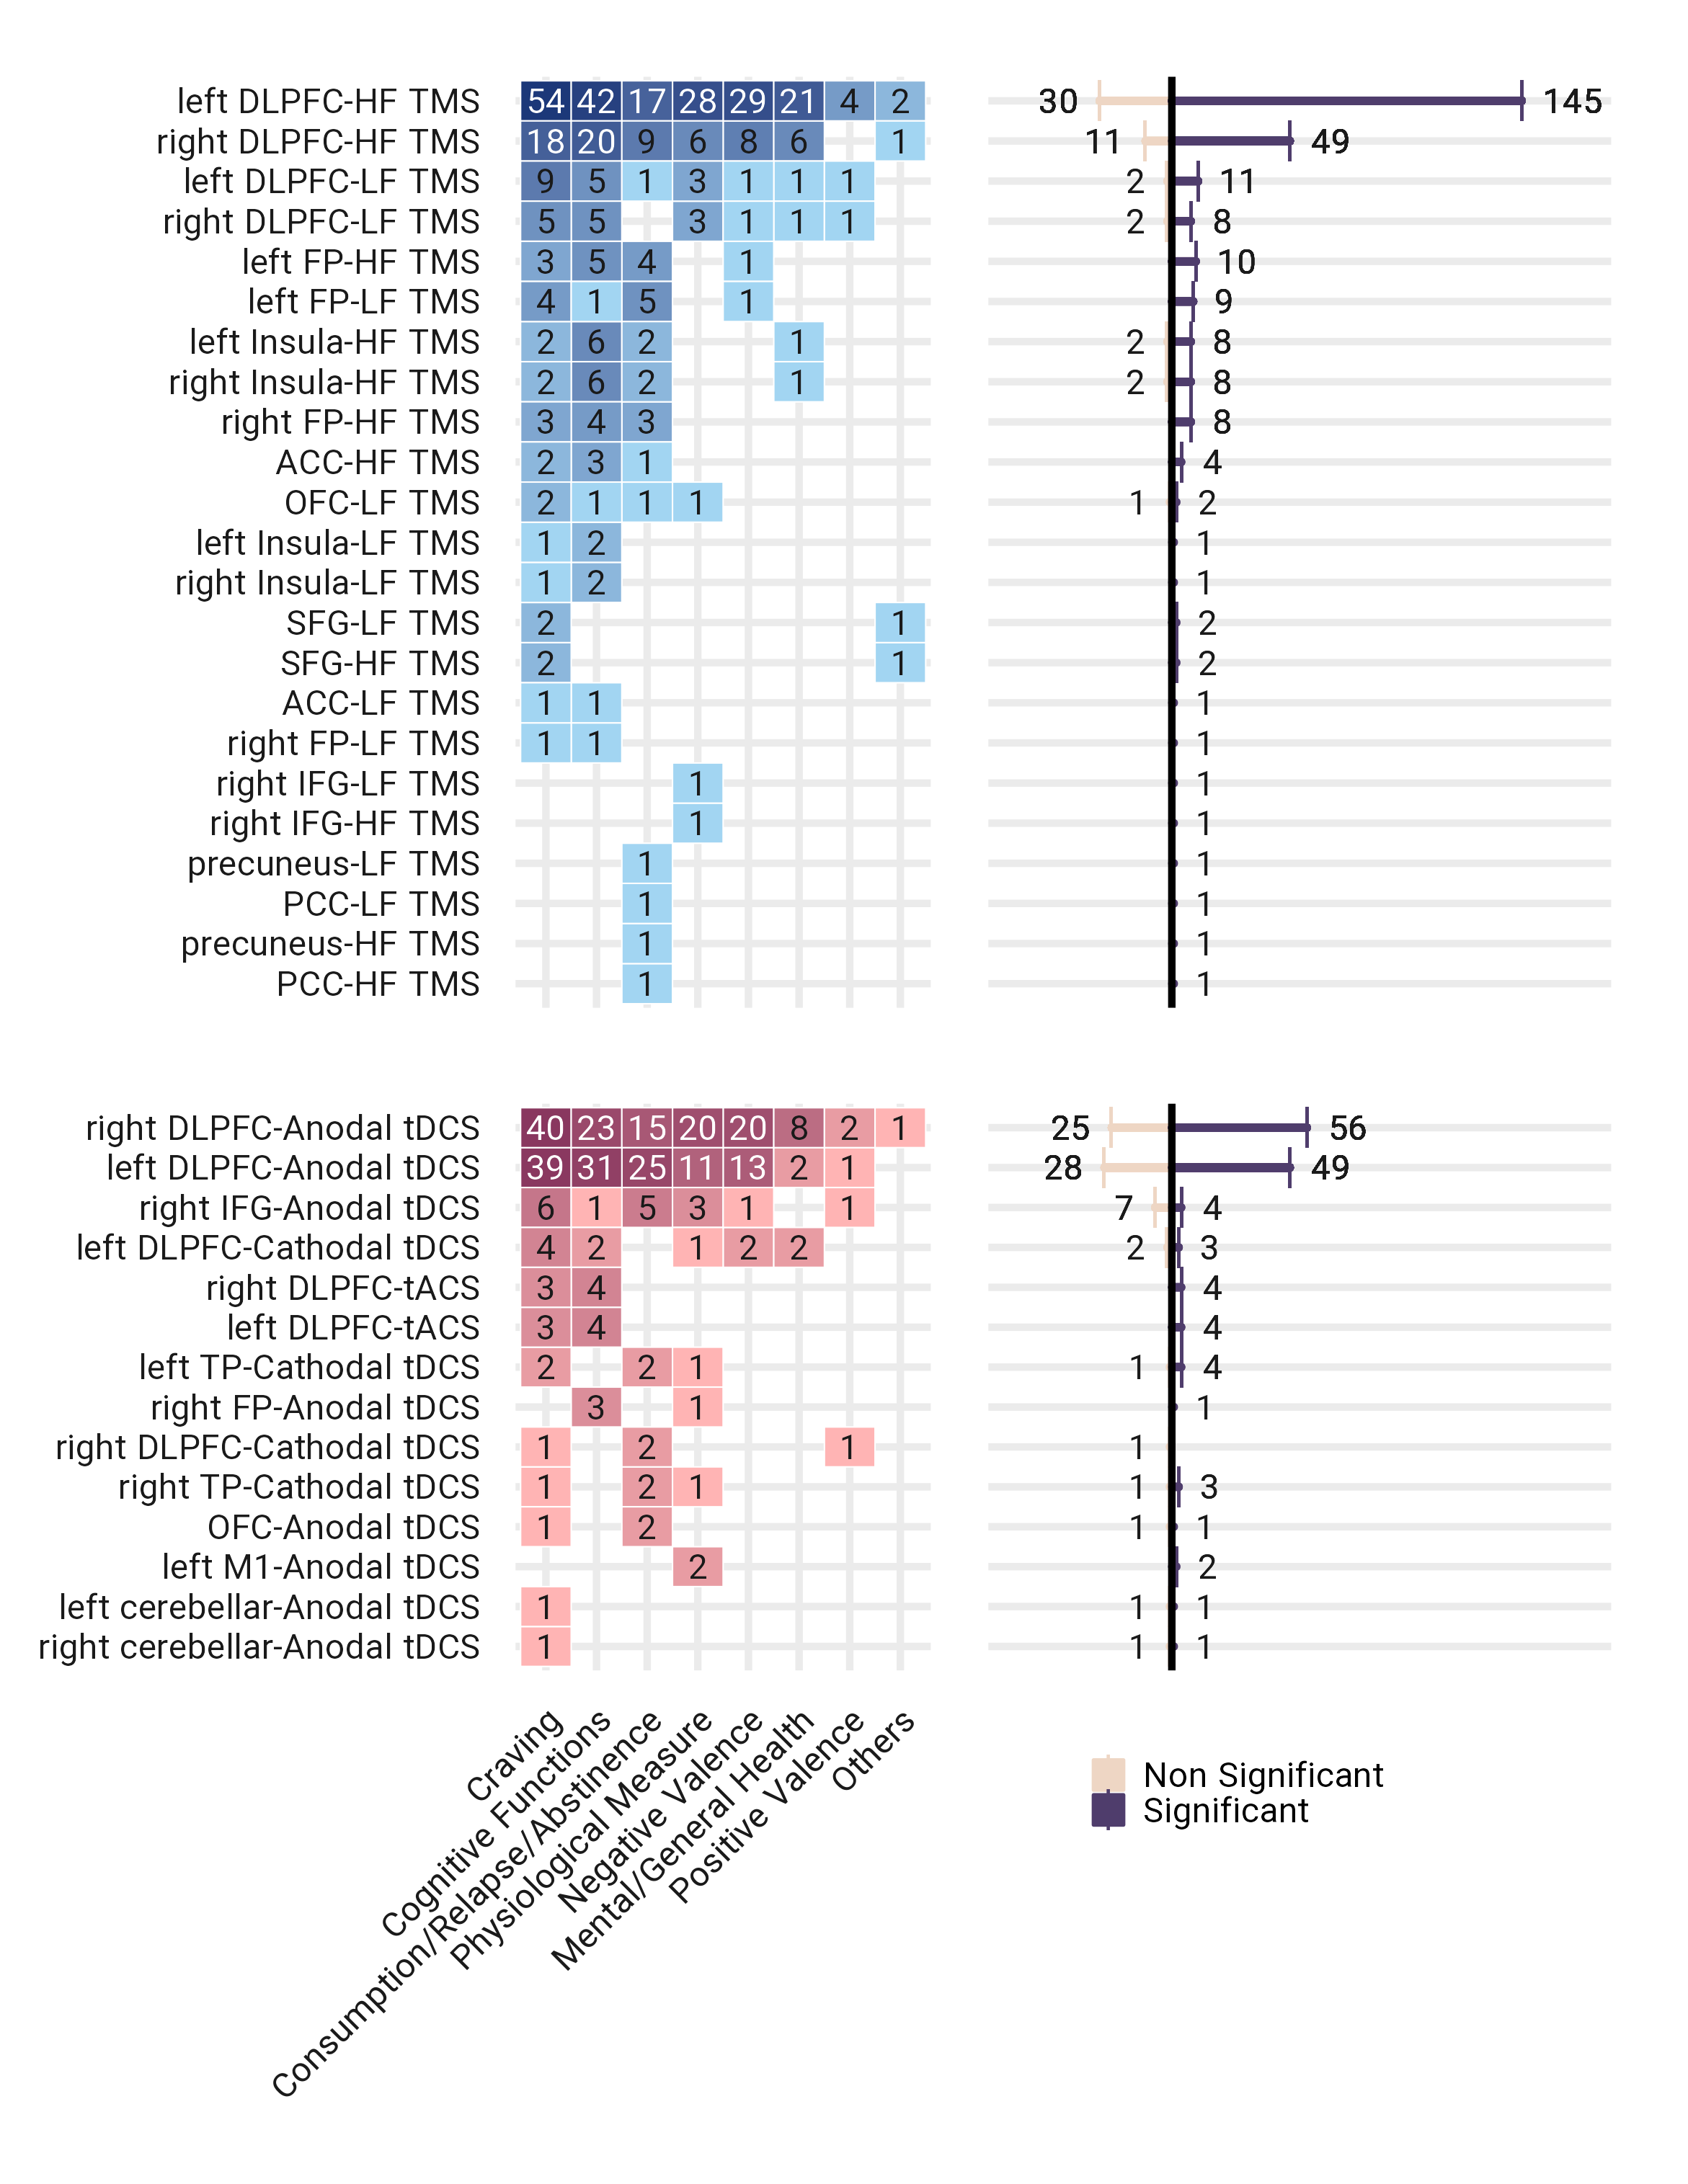 left DLPFC-HF TMS 54 42 17 28 29 21 4 2 30 145
right DLPFC-HF TMS 18 20 9 6 8 6 1 11 49
left DLPFC-LF TMS 9 5 1 3 1 1 1 2 11
right DLPFC-LF TMS 5 5 3 1 1 1 2 8
left FP-HF TMS 3 5 4 1 10
left FP-LF TMS 4 1 5 1 9
left Insula-HF TMS 2 6 2 1 2 8
right Insula-HF TMS 2 6 2 1 2 8
right FP-HF TMS 3 4 3 8
ACC-HF TMS 2 3 1 4
OFC-LF TMS 2 1 1 1 1 2
left Insula-LF TMS 1 2 1
right Insula-LF TMS 1 2 1
SFG-LF TMS 2 1 2
SFG-HF TMS 2 1 2
ACC-LF TMS 1 1 1
right FP-LF TMS 1 1 1
right IFG-LF TMS 1 1
right IFG-HF TMS 1 1
precuneus-LF TMS 1 1
PCC-LF TMS 1 1
precuneus-HF TMS 1 1
PCC-HF TMS 1 1
right DLPFC-Anodal tDCS 40 23 15 20 20 8 2 1 25 56
left DLPFC-Anodal tDCS 39 31 25 11 13 2 1 28 49
right IFG-Anodal tDCS 6 1 5 3 1 1 7 4
left DLPFC-Cathodal tDCS 4 2 1 2 2 2 3
right DLPFC-tACS 3 4 4
left DLPFC-tACS 3 4 4
left TP-Cathodal tDCS 2 2 1 1 4
right FP-Anodal tDCS 3 1 1
right DLPFC-Cathodal tDCS 1 2 1 1
right TP-Cathodal tDCS 1 2 1 1 3
OFC-Anodal tDCS 1 2 1 1
left M1-Anodal tDCS 2 2
left cerebellar-Anodal tDCS 1 1 1
right cerebellar-Anodal tDCS 1 1 1
Craving
Cognitive Functions
Consumption/Relapse/Abstinence
Physiological Measure
Negative Valence
Mental/General Health
Positive Valence
Others
Non Significant
Significant